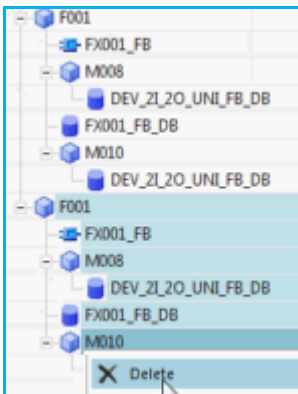 F001
FX001_FB
M008
DEV_2I_2O_UNI_FB_DB
FX001_FB_DB
M010
DEV_2I_2O_UNI_FB_DB
F001
FX001_FB
M008
DEV_2I_2O_UNI_FB_DB
FX001_FB_DB
M010
Delete